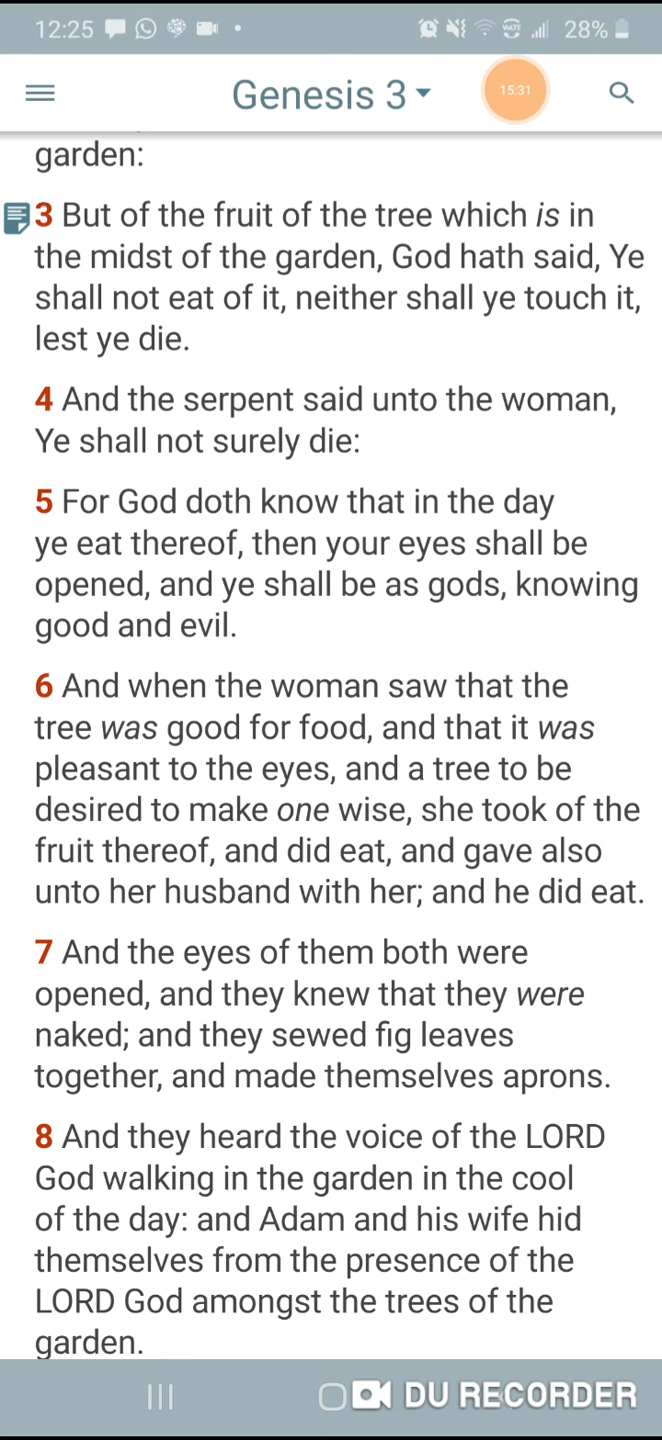 12:25
28%
Genesis 3
15:31
garden:
3 But of the fruit of the tree which is in
the midst of the garden, God hath said, Ye
shall not eat of it, neither shall ye touch it,
lest ye die.
4 And the serpent said unto the woman,
Ye shall not surely die:
5 For God doth know that in the day
ye eat thereof, then your eyes shall be
opened, and ye shall be as gods, knowing
good and evil.
6 And when the woman saw that the
tree was good for food, and that it was
pleasant to the eyes, and a tree to be
desired to make one wise, she took of the
fruit thereof, and did eat, and gave also
unto her husband with her; and he did eat.
7 And the eyes of them both were
opened, and they knew that they were
naked; and they sewed fig leaves
together, and made themselves aprons.
8 And they heard the voice of the LORD
God walking in the garden in the cool
of the day: and Adam and his wife hid
themselves from the presence of the
LORD God amongst the trees of the
garden.
DU RECORDER